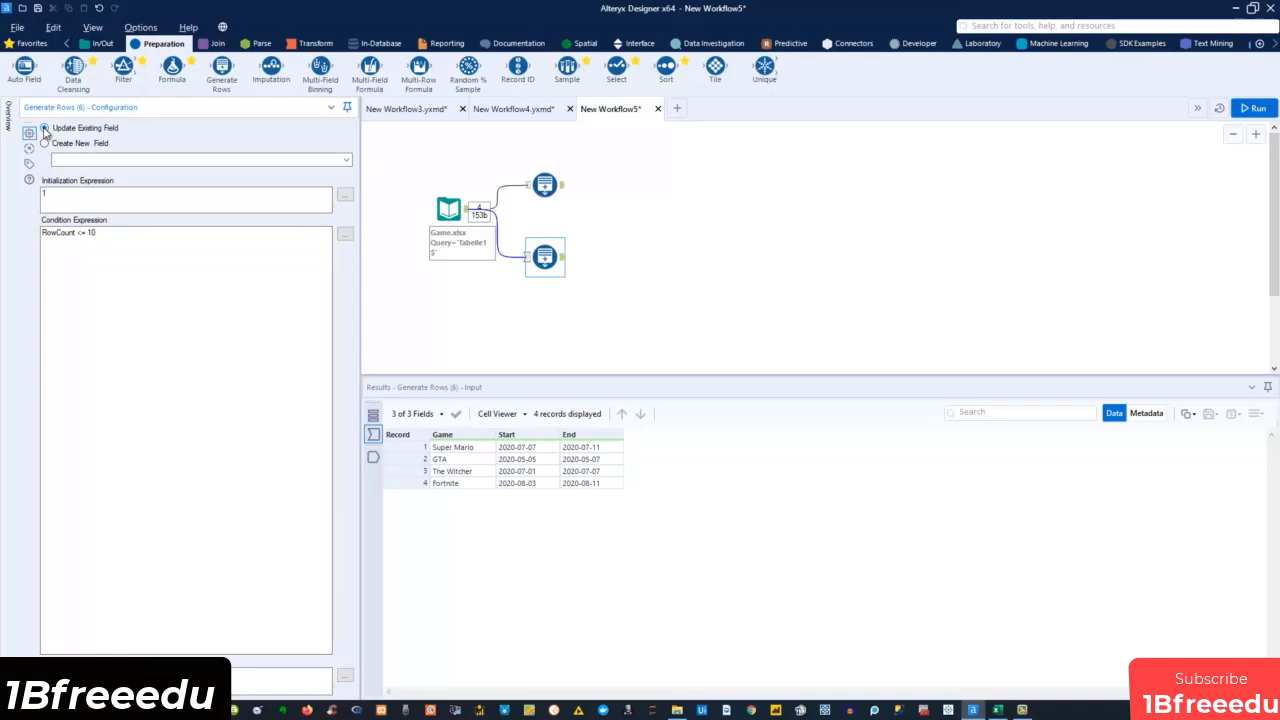 Alteryx Designer x64 - New Workflow5*
File Edit View Options Help
Search for tools, help, and resources
Favorites In/Out Preparation Join Parse Transform In-Database Reporting Documentation Spatial Interface Data Investigation Predictive Connectors Developer Laboratory Machine Learning SDK Examples Text Mining
Auto Field Data Cleansing Filter Formula Generate Rows Imputation Multi-Field Binning Multi-Field Formula Multi-Row Formula Random % Sample Record ID Sample Select Sort Tile Unique
Overview
Generate Rows (6) - Configuration
New Workflow3.yxmd* New Workflow4.yxmd* New Workflow5*
Run
Update Existing Field
Create New Field
Initialization Expression
1
...
Condition Expression
RowCount <= 10
...
...
4
153b
Game.xlsx
Query=`Tabelle1
$`
Results - Generate Rows (6) - Input
3 of 3 Fields Cell Viewer 4 records displayed Search Data Metadata
Record Game Start End
1 Super Mario 2020-07-07 2020-07-11
2 GTA 2020-05-05 2020-05-07
3 The Witcher 2020-07-01 2020-07-07
4 Fortnite 2020-08-03 2020-08-11
1Bfreeedu
Subscribe
1Bfreeedu